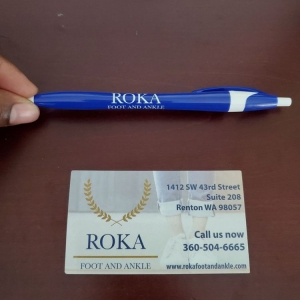 ROKA
FOOT AND ANKLE
1412 SW 43rd Street
Suite 208
Renton WA 98057
Call us now
360-504-6665
www.rokafootandankle.com
ROKA
FOOT AND ANKLE